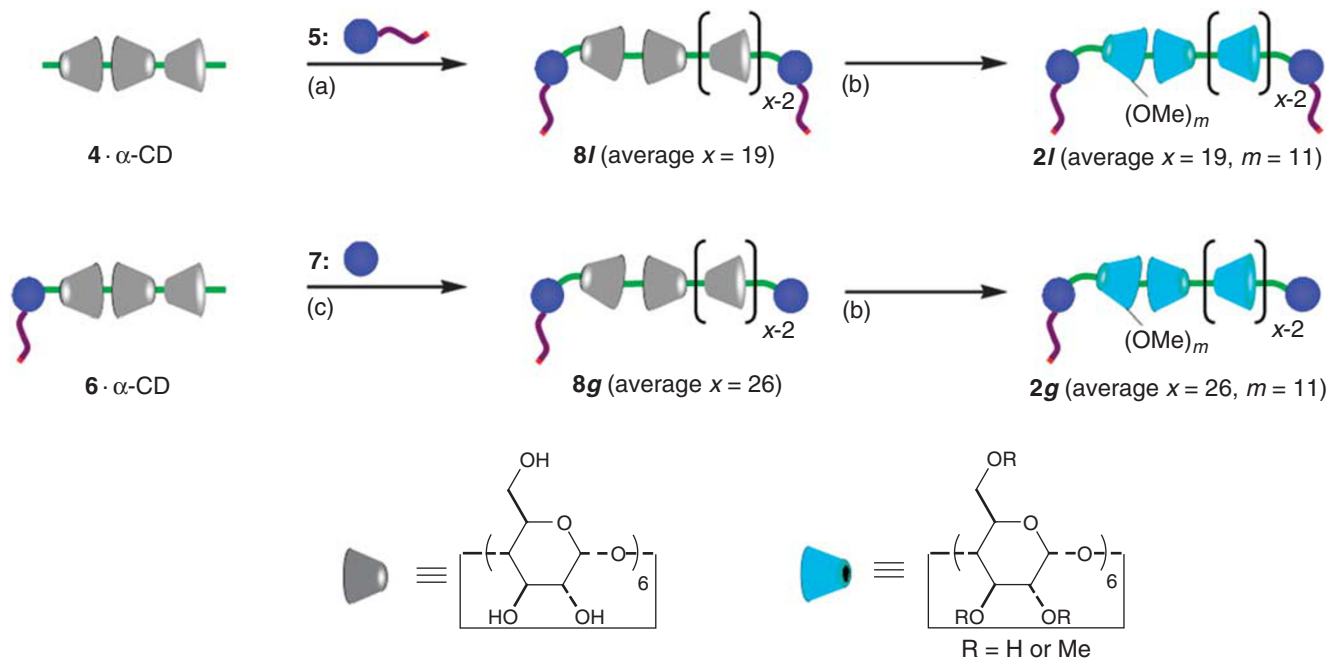 5:
(a)
x-2
(b)
(OMe)m
x-2
4 · α-CD
8l (average x = 19)
2l (average x = 19, m = 11)
7:
(c)
x-2
(b)
(OMe)m
x-2
6 · α-CD
8g (average x = 26)
2g (average x = 26, m = 11)
OH
O
O
6
HO
OH
OR
O
O
6
RO
OR
R = H or Me